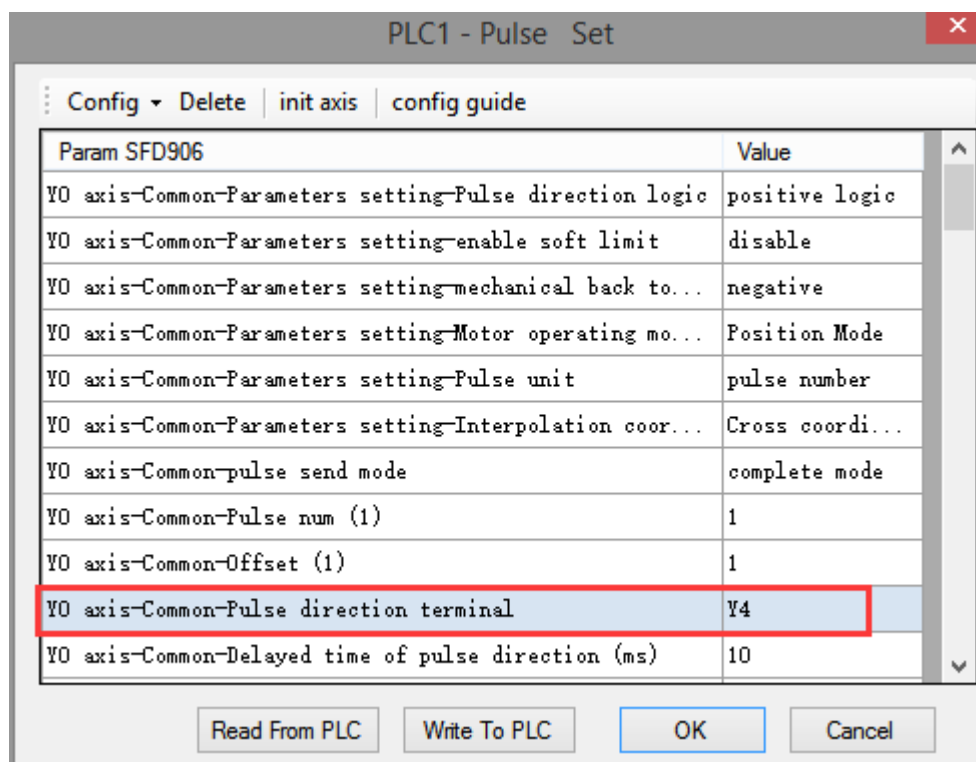 PLC1 - Pulse Set
Config Delete init axis config guide
Param SFD906 Value
Y0 axis-Common-Parameters setting-Pulse direction logic positive logic
Y0 axis-Common-Parameters setting-enable soft limit disable
Y0 axis-Common-Parameters setting-mechanical back to... negative
Y0 axis-Common-Parameters setting-Motor operating mo... Position Mode
Y0 axis-Common-Parameters setting-Pulse unit pulse number
Y0 axis-Common-Parameters setting-Interpolation coor... Cross coordi...
Y0 axis-Common-pulse send mode complete mode
Y0 axis-Common-Pulse num (1) 1
Y0 axis-Common-Offset (1) 1
Y0 axis-Common-Pulse direction terminal Y4
Y0 axis-Common-Delayed time of pulse direction (ms) 10
Read From PLC Write To PLC OK Cancel